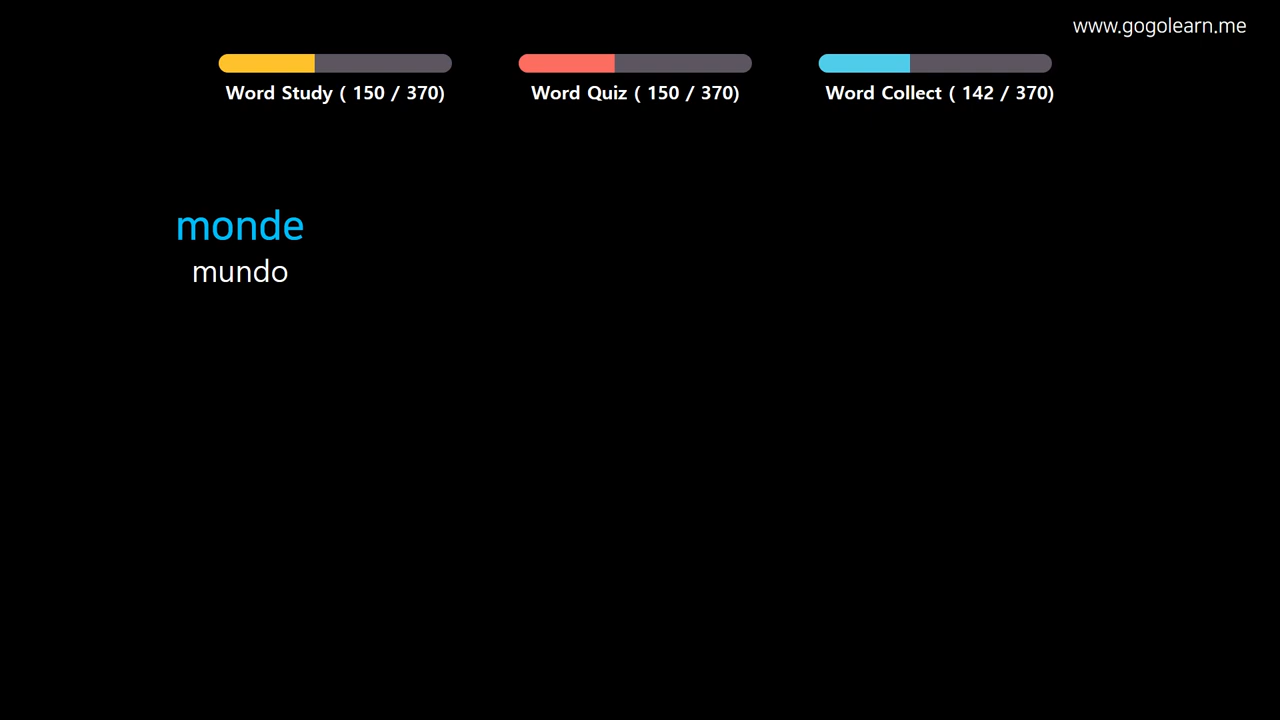 www.gogolearn.me
Word Study ( 150 / 370)
Word Quiz ( 150 / 370)
Word Collect ( 142 / 370)
monde
mundo